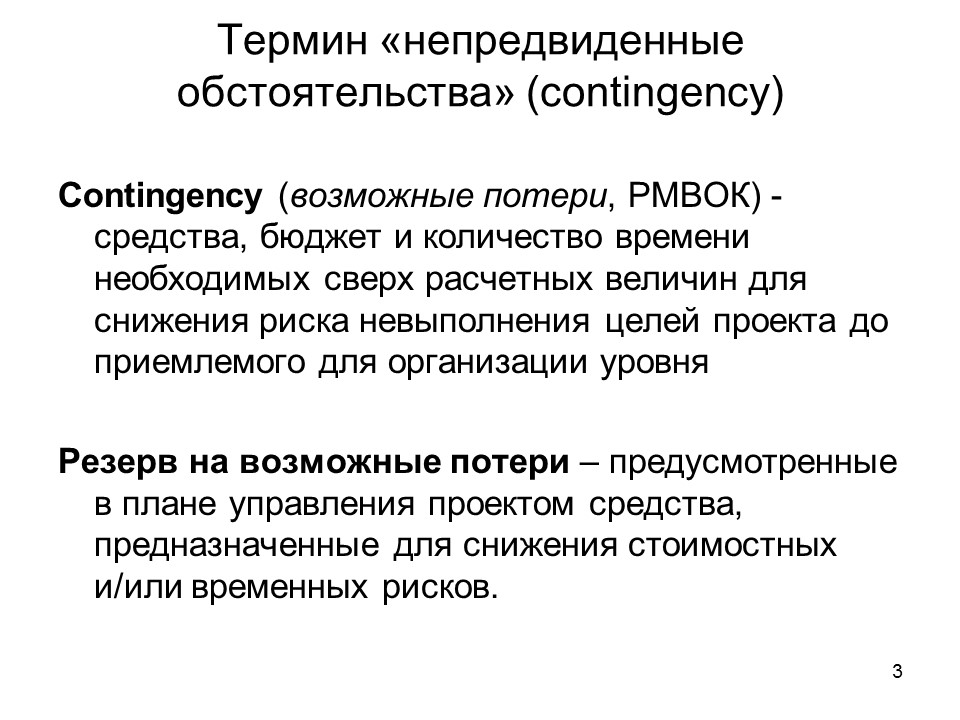 Термин «непредвиденные
обстоятельства» (contingency)
Contingency (возможные потери, РМВОК) -
средства, бюджет и количество времени
необходимых сверх расчетных величин для
снижения риска невыполнения целей проекта до
приемлемого для организации уровня
Резерв на возможные потери – предусмотренные
в плане управления проектом средства,
предназначенные для снижения стоимостных
и/или временных рисков.
3